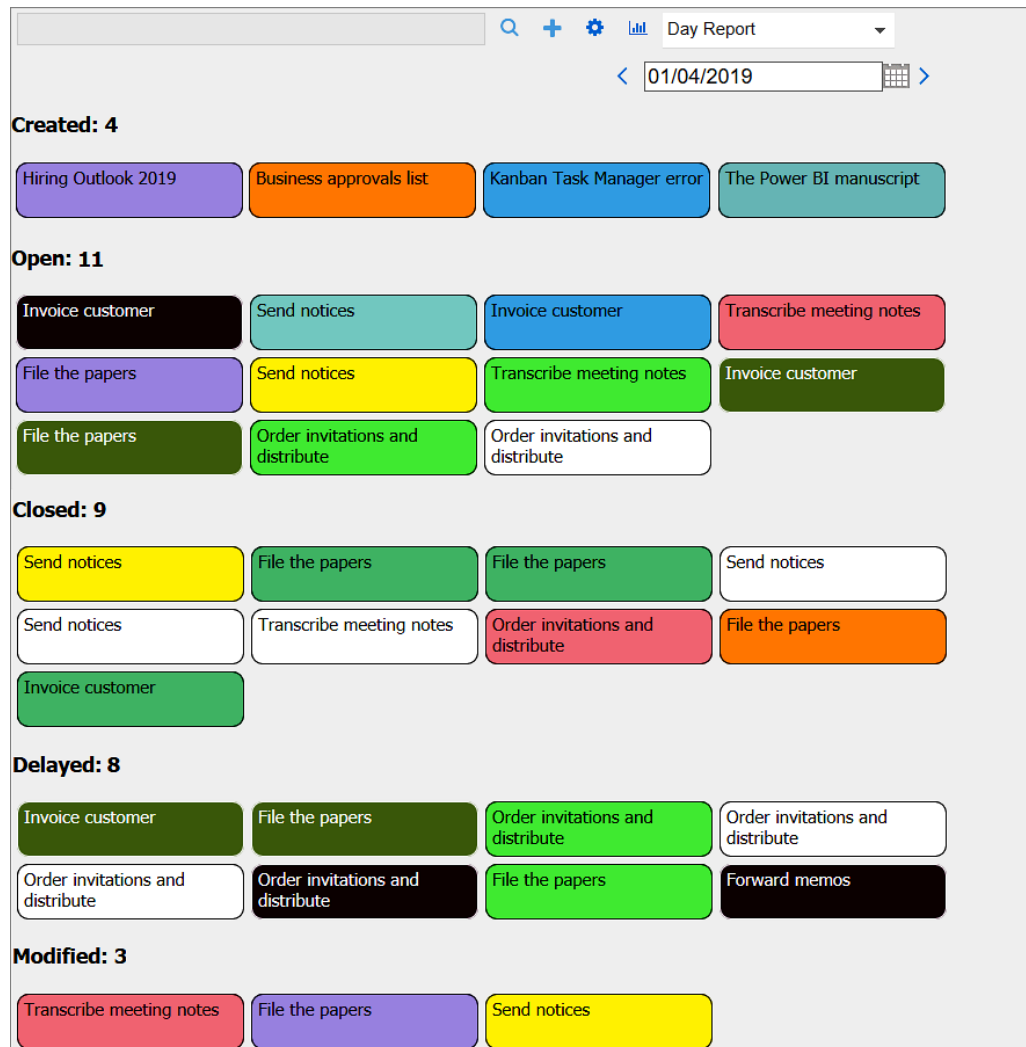 Day Report
01/04/2019
Created: 4
Hiring Outlook 2019
Business approvals list
Kanban Task Manager error
The Power BI manuscript
Open: 11
Invoice customer
Send notices
Invoice customer
Transcribe meeting notes
File the papers
Send notices
Transcribe meeting notes
Invoice customer
File the papers
Order invitations and
distribute
Order invitations and
distribute
Closed: 9
Send notices
File the papers
File the papers
Send notices
Send notices
Transcribe meeting notes
Order invitations and
distribute
File the papers
Invoice customer
Delayed: 8
Invoice customer
File the papers
Order invitations and
distribute
Order invitations and
distribute
Order invitations and
distribute
Order invitations and
distribute
File the papers
Forward memos
Modified: 3
Transcribe meeting notes
File the papers
Send notices